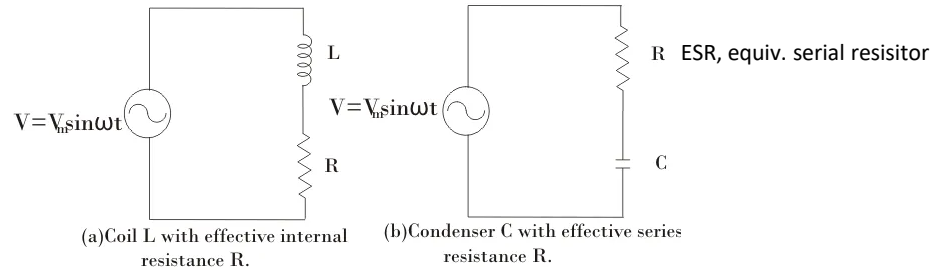 L
V=Vmsinωt
R
(a)Coil L with effective internal
resistance R.
R ESR, equiv. serial resisitor
V=Vmsinωt
C
(b)Condenser C with effective series
resistance R.